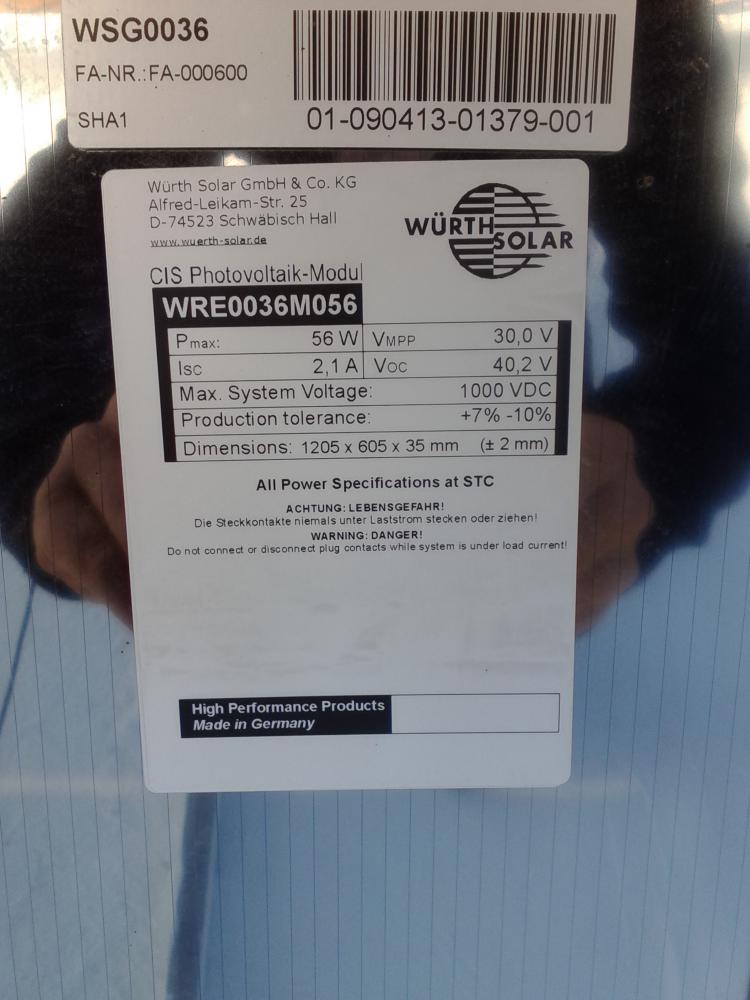 WSG0036
FA-NR.:FA-000600
SHA1
01-090413-01379-001
Würth Solar GmbH & Co. KG
Alfred-Leikam-Str. 25
D-74523 Schwäbisch Hall
www.wuerth-solar.de
WÜRTH
SOLAR
CIS Photovoltaik-Modul
WRE0036M056
Pmax: 56 W VMPP 30,0 V
Isc 2,1 A Voc 40,2 V
Max. System Voltage: 1000 VDC
Production tolerance: +7% -10%
Dimensions: 1205 x 605 x 35 mm (± 2 mm)
All Power Specifications at STC
ACHTUNG: LEBENSGEFAHR!
Die Steckkontakte niemals unter Laststrom stecken oder ziehen!
WARNING: DANGER!
Do not connect or disconnect plug contacts while system is under load current!
High Performance Products
Made in Germany